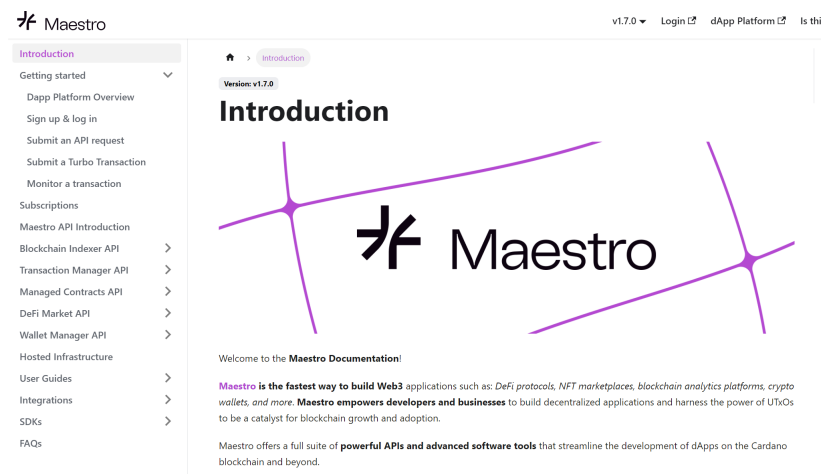 Maestro
v1.7.0
Login
dApp Platform
Is thi
Introduction
Getting started
Dapp Platform Overview
Sign up & log in
Submit an API request
Submit a Turbo Transaction
Monitor a transaction
Subscriptions
Maestro API Introduction
Blockchain Indexer API
Transaction Manager API
Managed Contracts API
DeFi Market API
Wallet Manager API
Hosted Infrastructure
User Guides
Integrations
SDKs
FAQs
Introduction
Version: v1.7.0
Introduction
Maestro
Welcome to the Maestro Documentation!
Maestro is the fastest way to build Web3 applications such as: DeFi protocols, NFT marketplaces, blockchain analytics platforms, crypto
wallets, and more. Maestro empowers developers and businesses to build decentralized applications and harness the power of UTxOs
to be a catalyst for blockchain growth and adoption.
Maestro offers a full suite of powerful APIs and advanced software tools that streamline the development of dApps on the Cardano
blockchain and beyond.